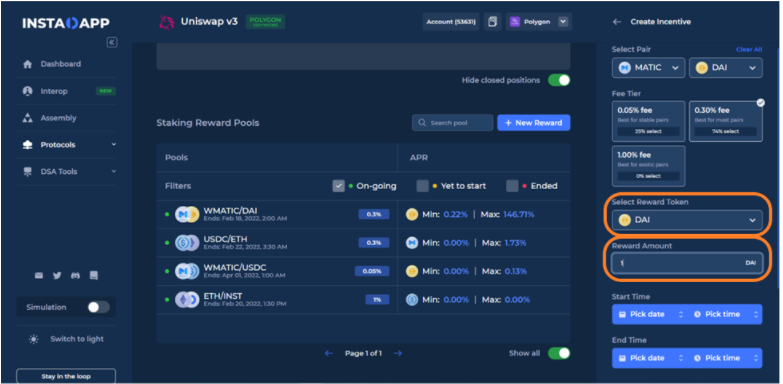 INSTA APP
Dashboard
Interop
NEW
Assembly
Protocols
DSA Tools
Simulation
Switch to light
Stay in the loop
Uniswap v3
POLYGON
Account (53631)
Polygon
Hide closed positions
Staking Reward Pools
Search pool
+ New Reward
Pools
APR
Filters
On-going
Yet to start
Ended
WMATIC/DAI
0.3%
Min: 0.22% | Max: 146.71%
Ends: Feb 18, 2022, 2:00 AM
USDC/ETH
0.3%
Min: 0.00% | Max: 1.73%
Ends: Feb 22, 2022, 3:30 AM
WMATIC/USDC
0.05%
Min: 0.00% | Max: 0.13%
Ends: Apr 01, 2022, 1:00 AM
ETH/INST
1%
Min: 0.00% | Max: 0.00%
Ends: Feb 20, 2022, 1:30 PM
Page 1 of 1
Show all
Create Incentive
Select Pair
Clear All
MATIC
DAI
Fee Tier
0.05% fee
Best for stable pairs
25% select
0.30% fee
Best for most pairs
74% select
1.00% fee
Best for exotic pairs
0% select
Select Reward Token
DAI
Reward Amount
1
DAI
Start Time
Pick date
Pick time
End Time
Pick date
Pick time